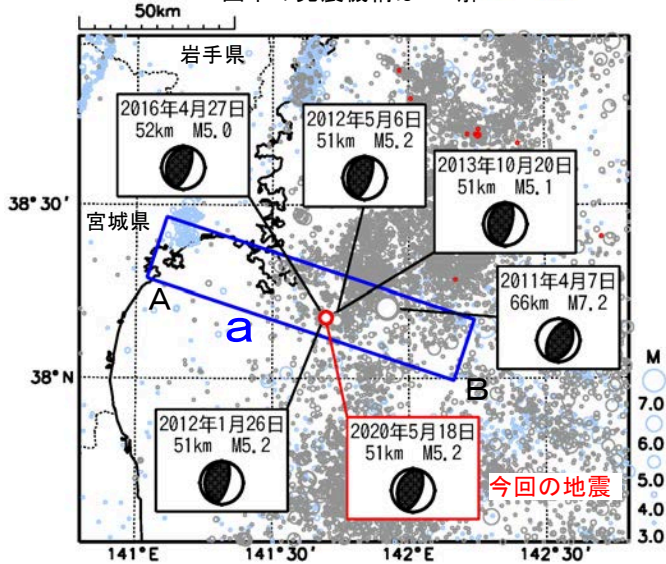 50km
岩手県
2016年4月27日
52km M5.0
2012年5月6日
51km M5.2
2013年10月20日
51km M5.1
38°30'
宮城県
2011年4月7日
66km M7.2
A
a
38°N
B
2012年1月26日
51km M5.2
2020年5月18日
51km M5.2
今回の地震
M
7.0
6.0
5.0
4.0
3.0
141°E
141°30'
142°E
142°30'